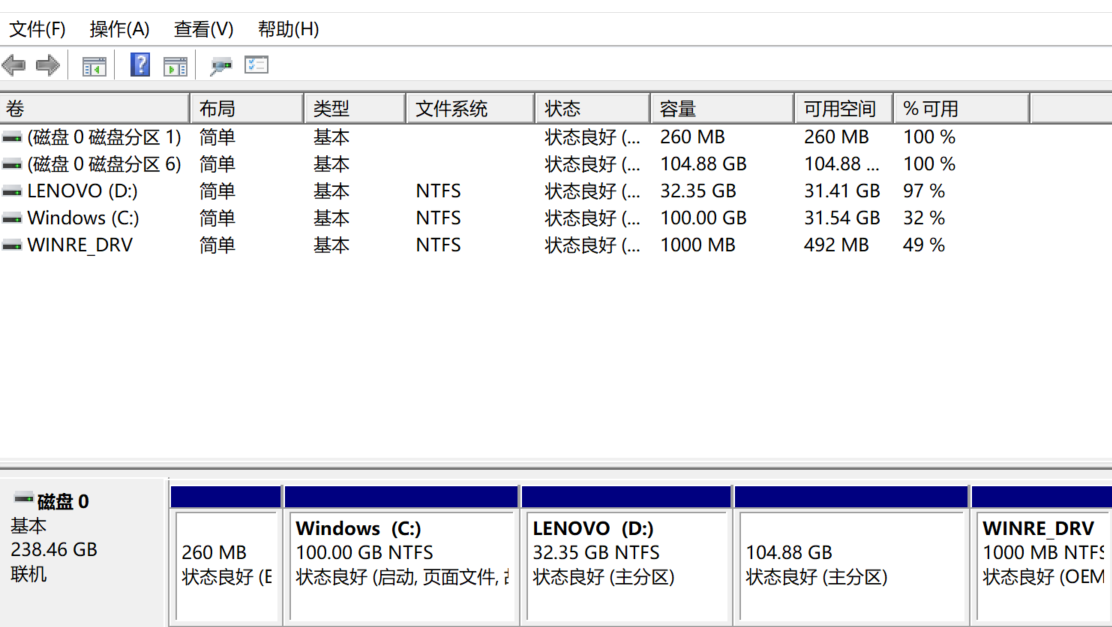 文件(F) 操作(A) 查看(V) 帮助(H)
卷 布局 类型 文件系统 状态 容量 可用空间 % 可用
(磁盘 0 磁盘分区 1) 简单 基本 状态良好 (... 260 MB 260 MB 100 %
(磁盘 0 磁盘分区 6) 简单 基本 状态良好 (... 104.88 GB 104.88 ... 100 %
LENOVO (D:) 简单 基本 NTFS 状态良好 (... 32.35 GB 31.41 GB 97 %
Windows (C:) 简单 基本 NTFS 状态良好 (... 100.00 GB 31.54 GB 32 %
WINRE_DRV 简单 基本 NTFS 状态良好 (... 1000 MB 492 MB 49 %
磁盘 0
基本
238.46 GB
联机
260 MB
状态良好 (E
Windows (C:)
100.00 GB NTFS
状态良好 (启动, 页面文件,
LENOVO (D:)
32.35 GB NTFS
状态良好 (主分区)
104.88 GB
状态良好 (主分区)
WINRE_DRV
1000 MB NTFS
状态良好 (OEM